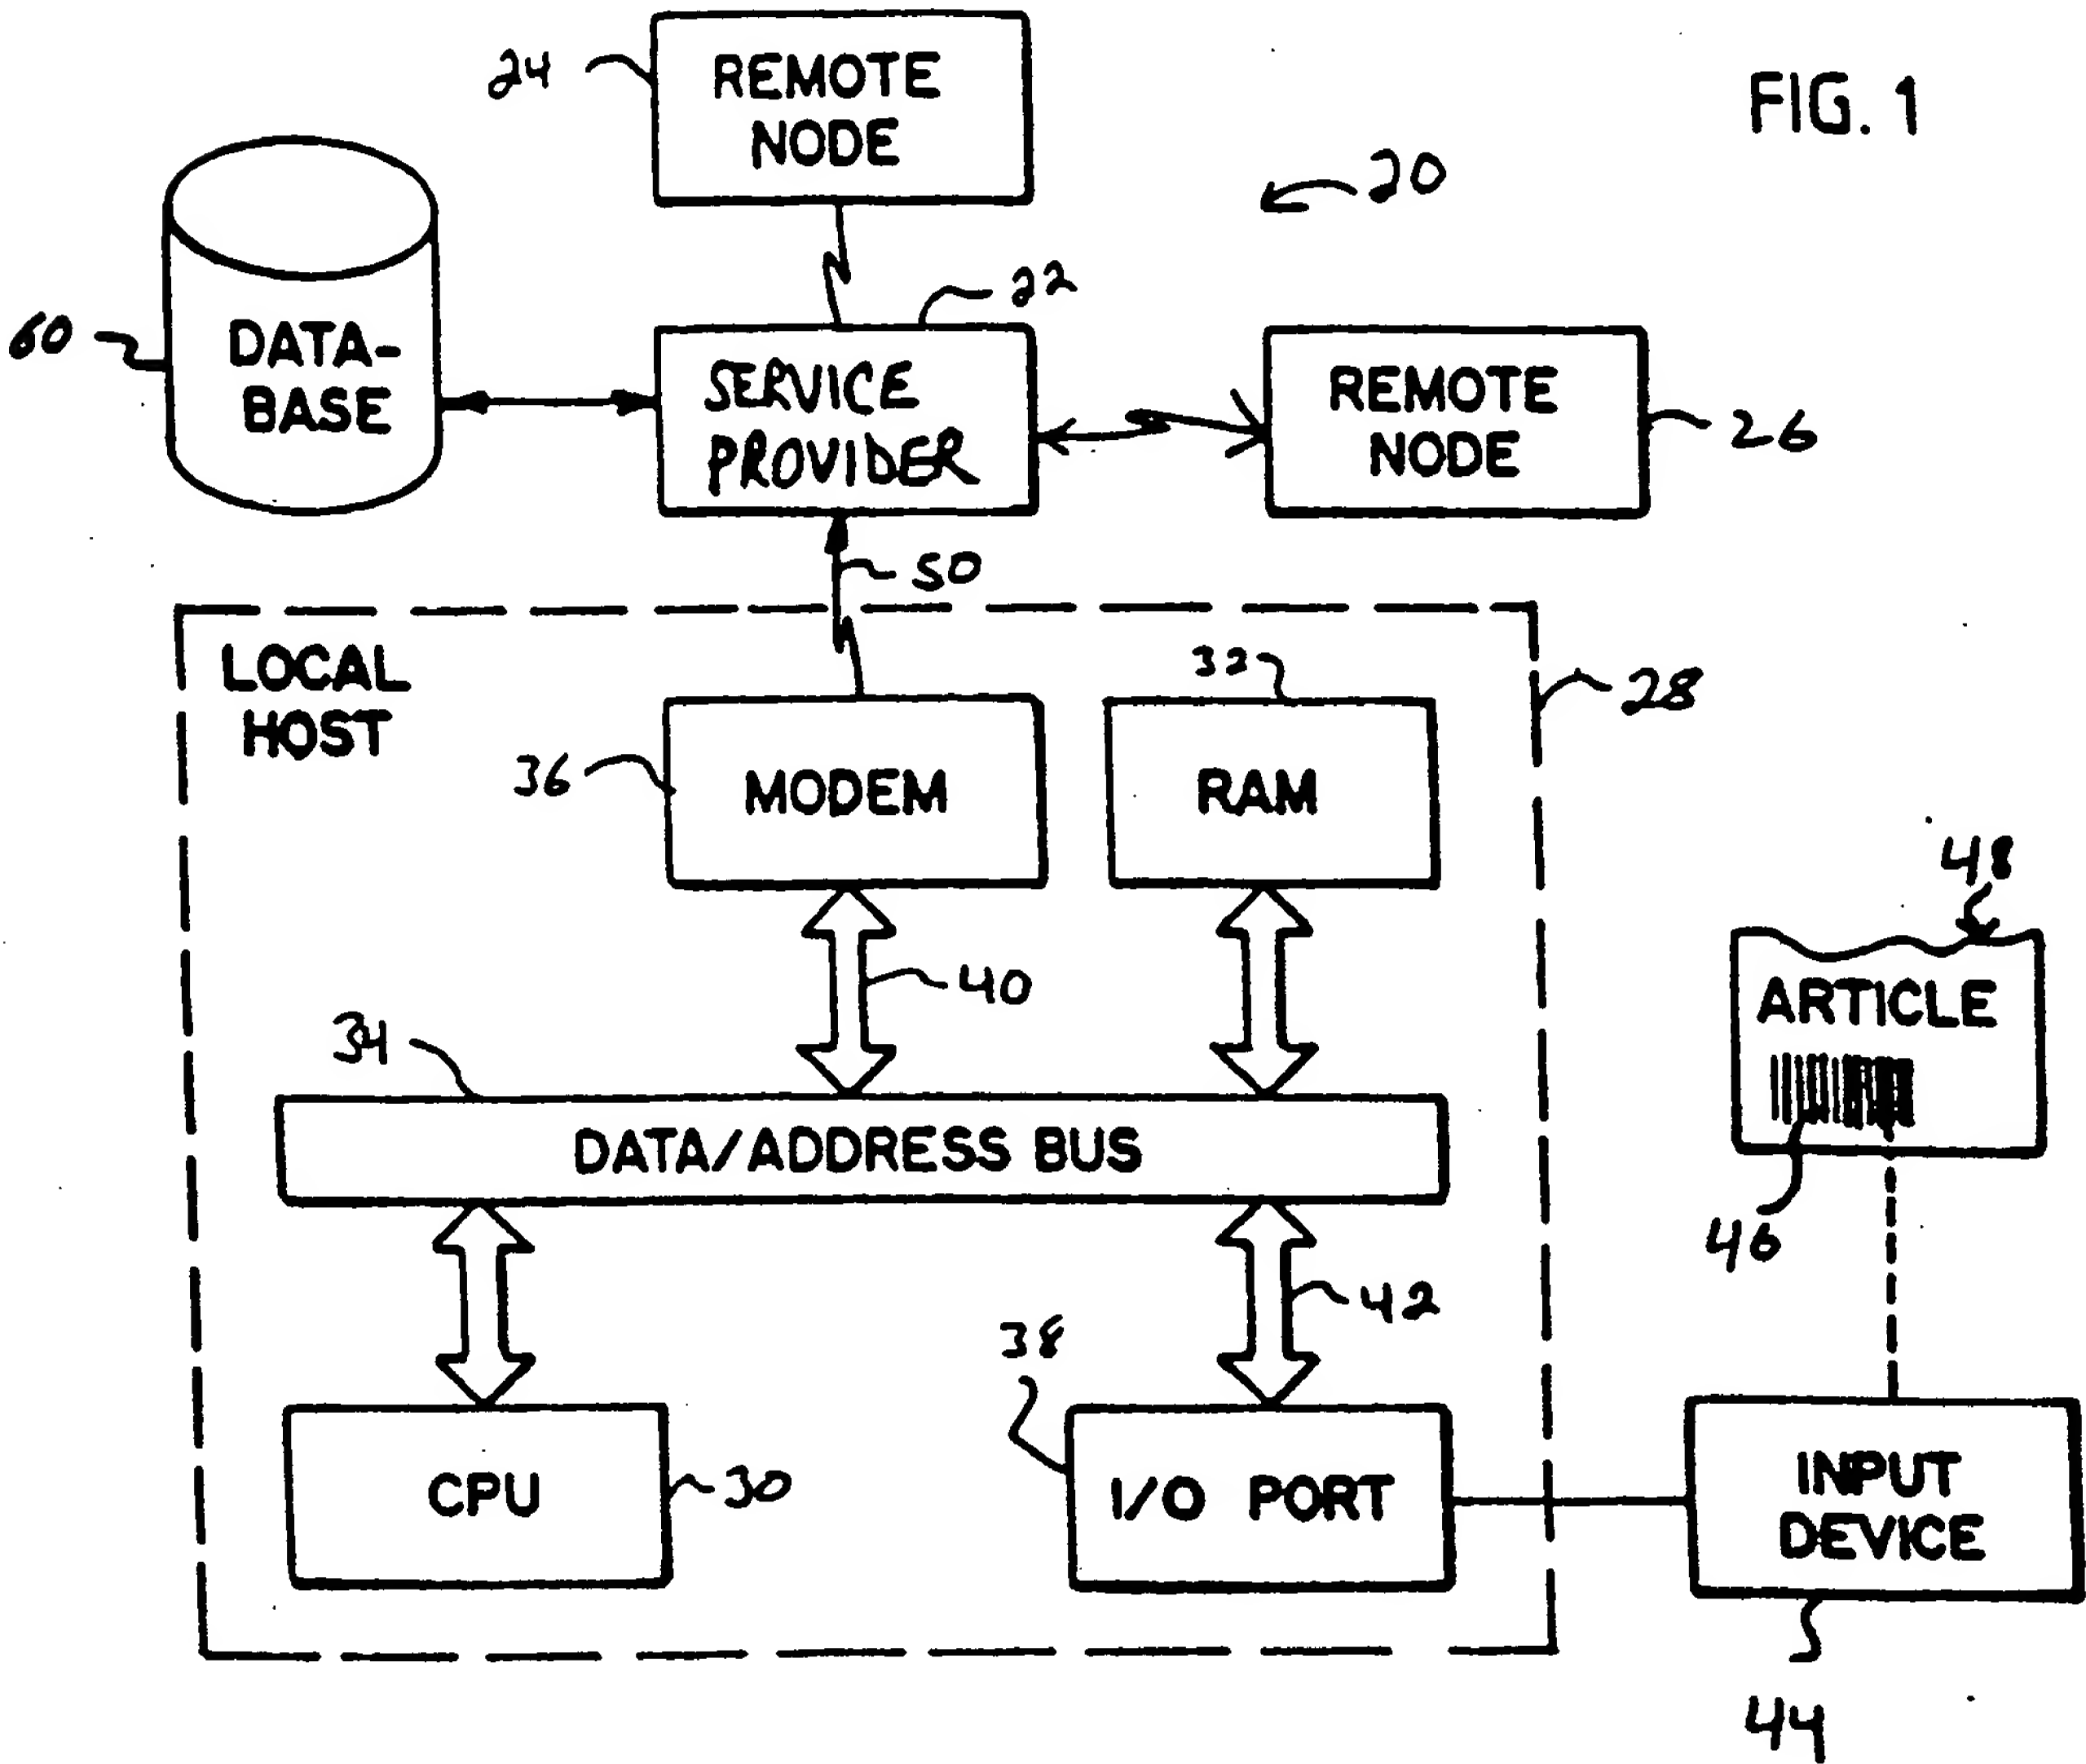 24
REMOTE
NODE
FIG. 1
20
60
DATA-
BASE
22
SERVICE
PROVIDER
REMOTE
NODE
26
50
LOCAL
HOST
32
28
36
MODEM
RAM
48
40
ARTICLE
34
DATA/ADDRESS BUS
46
42
38
CPU
30
I/O PORT
INPUT
DEVICE
44